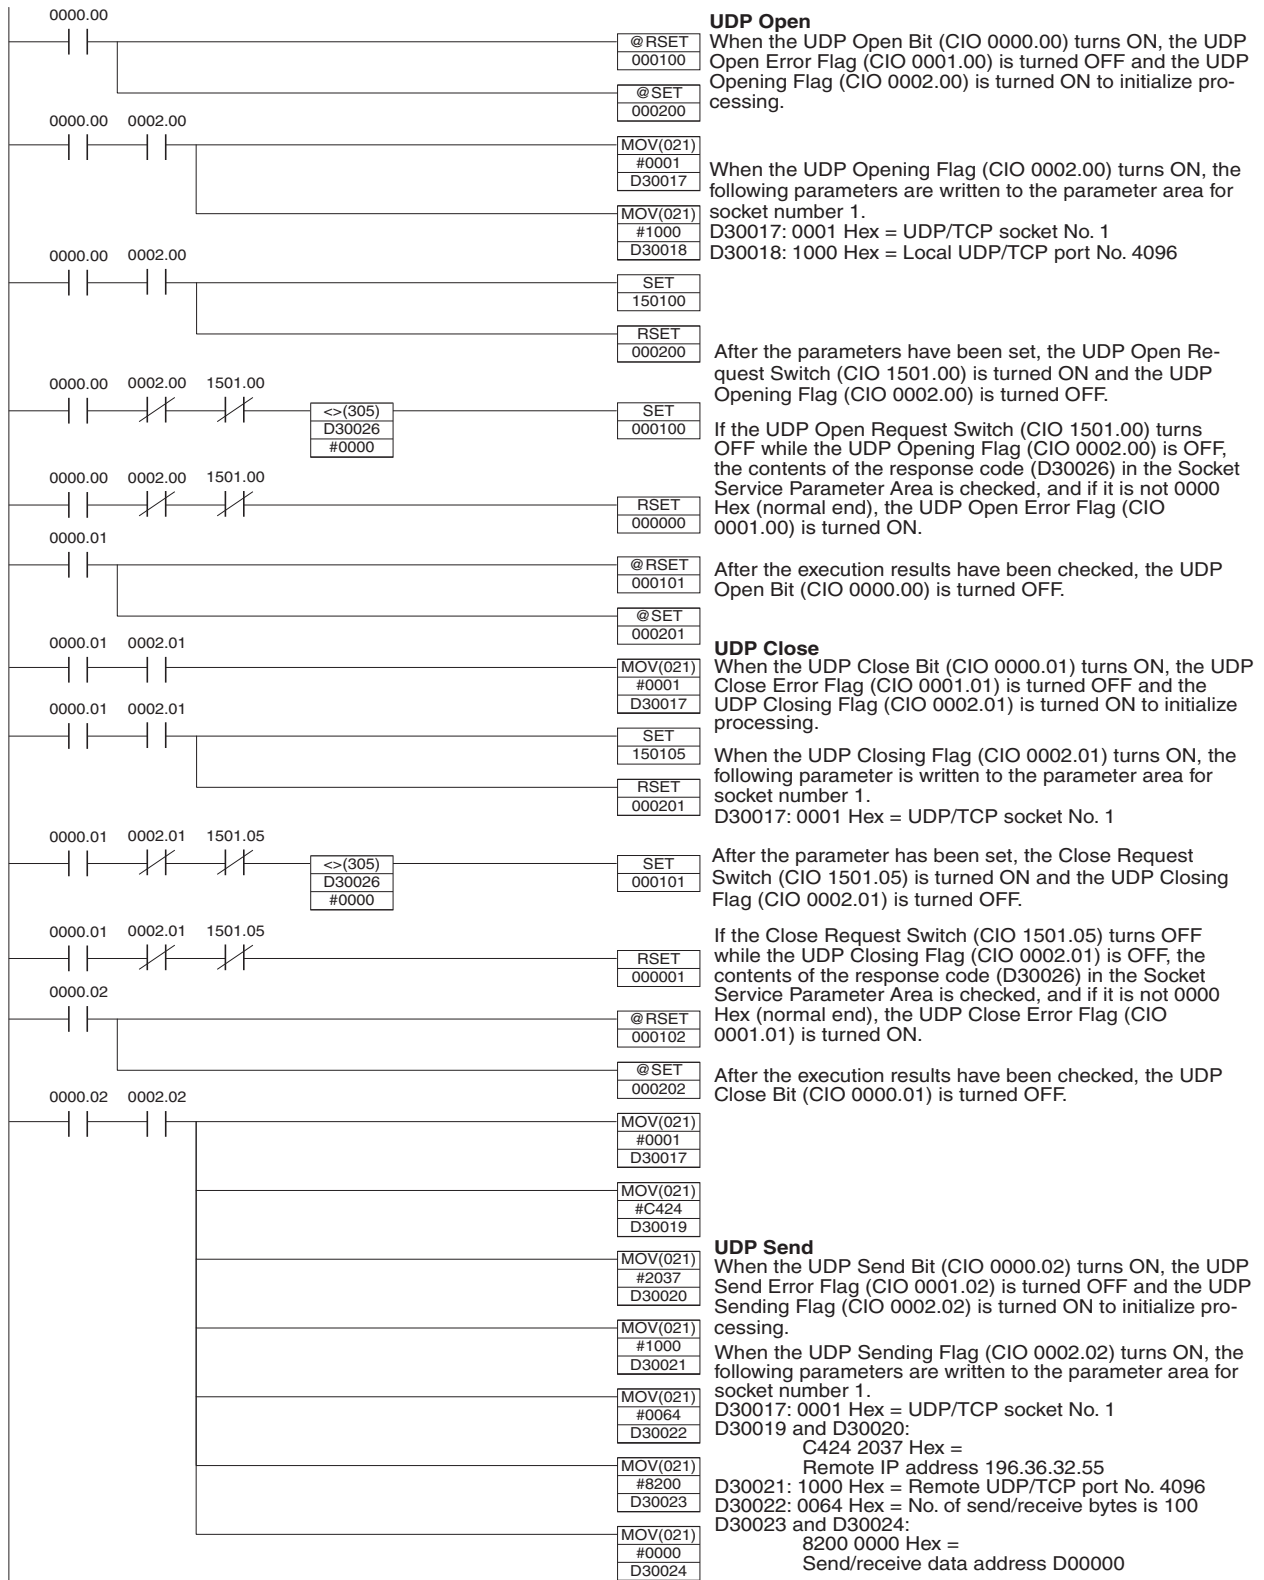 0000.00
@RSET
000100
@SET
000200
UDP Open
When the UDP Open Bit (CIO 0000.00) turns ON, the UDP
Open Error Flag (CIO 0001.00) is turned OFF and the UDP
Opening Flag (CIO 0002.00) is turned ON to initialize pro-
cessing.
0000.00 0002.00
MOV(021)
#0001
D30017
MOV(021)
#1000
D30018
When the UDP Opening Flag (CIO 0002.00) turns ON, the
following parameters are written to the parameter area for
socket number 1.
D30017: 0001 Hex = UDP/TCP socket No. 1
D30018: 1000 Hex = Local UDP/TCP port No. 4096
0000.00 0002.00
SET
150100
RSET
000200
After the parameters have been set, the UDP Open Re-
quest Switch (CIO 1501.00) is turned ON and the UDP
Opening Flag (CIO 0002.00) is turned OFF.
0000.00 0002.00 1501.00
<>(305)
D30026
#0000
SET
000100
If the UDP Open Request Switch (CIO 1501.00) turns
OFF while the UDP Opening Flag (CIO 0002.00) is OFF,
the contents of the response code (D30026) in the Socket
Service Parameter Area is checked, and if it is not 0000
Hex (normal end), the UDP Open Error Flag (CIO
0001.00) is turned ON.
0000.00 0002.00 1501.00
RSET
000000
After the execution results have been checked, the UDP
Open Bit (CIO 0000.00) is turned OFF.
0000.01
@RSET
000101
@SET
000201
UDP Close
When the UDP Close Bit (CIO 0000.01) turns ON, the UDP
Close Error Flag (CIO 0001.01) is turned OFF and the
UDP Closing Flag (CIO 0002.01) is turned ON to initialize
processing.
0000.01 0002.01
MOV(021)
#0001
D30017
0000.01 0002.01
SET
150105
RSET
000201
When the UDP Closing Flag (CIO 0002.01) turns ON, the
following parameter is written to the parameter area for
socket number 1.
D30017: 0001 Hex = UDP/TCP socket No. 1
0000.01 0002.01 1501.05
<>(305)
D30026
#0000
SET
000101
After the parameter has been set, the Close Request
Switch (CIO 1501.05) is turned ON and the UDP Closing
Flag (CIO 0002.01) is turned OFF.
0000.01 0002.01 1501.05
RSET
000001
If the Close Request Switch (CIO 1501.05) turns OFF
while the UDP Closing Flag (CIO 0002.01) is OFF, the
contents of the response code (D30026) in the Socket
Service Parameter Area is checked, and if it is not 0000
Hex (normal end), the UDP Close Error Flag (CIO
0001.01) is turned ON.
0000.02
@RSET
000102
@SET
000202
After the execution results have been checked, the UDP
Close Bit (CIO 0000.01) is turned OFF.
0000.02 0002.02
MOV(021)
#0001
D30017
MOV(021)
#C424
D30019
MOV(021)
#2037
D30020
MOV(021)
#1000
D30021
MOV(021)
#0064
D30022
MOV(021)
#8200
D30023
MOV(021)
#0000
D30024
UDP Send
When the UDP Send Bit (CIO 0000.02) turns ON, the UDP
Send Error Flag (CIO 0001.02) is turned OFF and the UDP
Sending Flag (CIO 0002.02) is turned ON to initialize pro-
cessing.
When the UDP Sending Flag (CIO 0002.02) turns ON, the
following parameters are written to the parameter area for
socket number 1.
D30017: 0001 Hex = UDP/TCP socket No. 1
D30019 and D30020:
C424 2037 Hex =
Remote IP address 196.36.32.55
D30021: 1000 Hex = Remote UDP/TCP port No. 4096
D30022: 0064 Hex = No. of send/receive bytes is 100
D30023 and D30024:
8200 0000 Hex =
Send/receive data address D00000